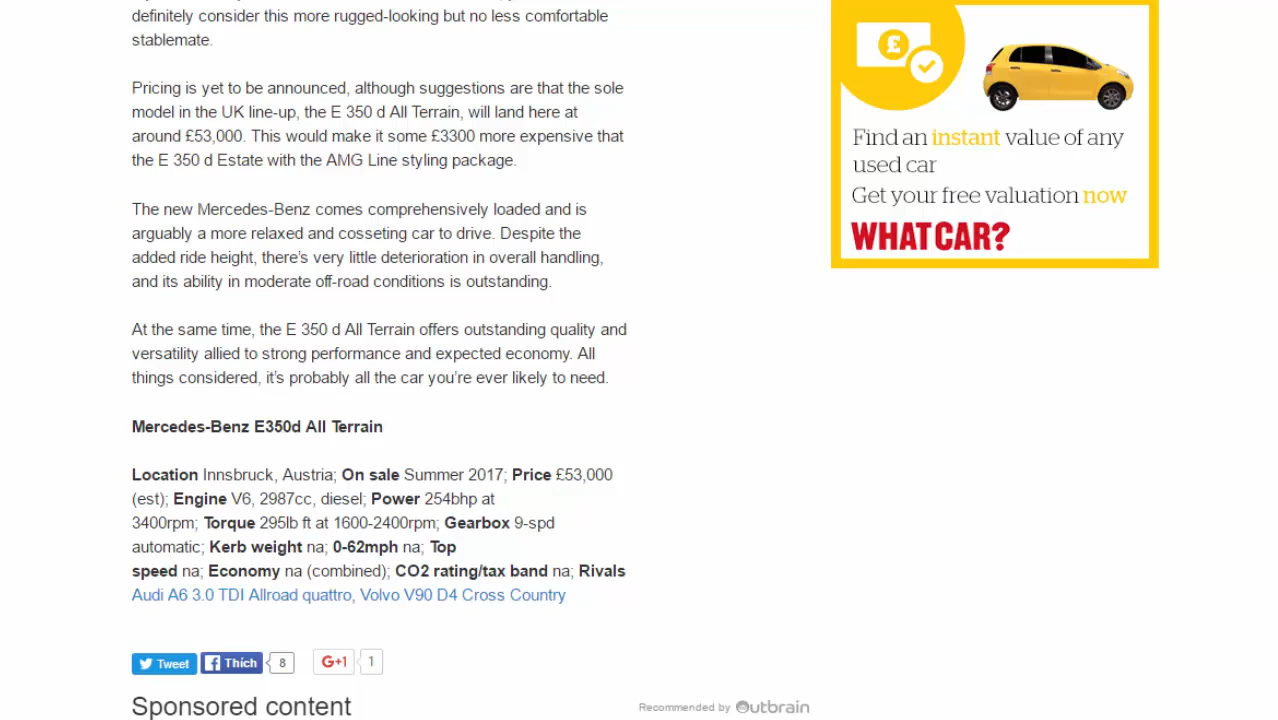 definitely consider this more rugged-looking but no less comfortable
stablemate.
Pricing is yet to be announced, although suggestions are that the sole
model in the UK line-up, the E 350 d All Terrain, will land here at
around £53,000. This would make it some £3300 more expensive that
the E 350 d Estate with the AMG Line styling package.
The new Mercedes-Benz comes comprehensively loaded and is
arguably a more relaxed and cosseting car to drive. Despite the
added ride height, there’s very little deterioration in overall handling,
and its ability in moderate off-road conditions is outstanding.
At the same time, the E 350 d All Terrain offers outstanding quality and
versatility allied to strong performance and expected economy. All
things considered, it’s probably all the car you’re ever likely to need.
Mercedes-Benz E350d All Terrain
Location Innsbruck, Austria; On sale Summer 2017; Price £53,000
(est); Engine V6, 2987cc, diesel; Power 254bhp at
3400rpm; Torque 295lb ft at 1600-2400rpm; Gearbox 9-spd
automatic; Kerb weight na; 0-62mph na; Top
speed na; Economy na (combined); CO2 rating/tax band na; Rivals
Audi A6 3.0 TDI Allroad quattro, Volvo V90 D4 Cross Country
Tweet Thích 8 G+1 1
Sponsored content
Recommended by Outbrain
£
Find an instant value of any
used car
Get your free valuation now
WHATCAR?